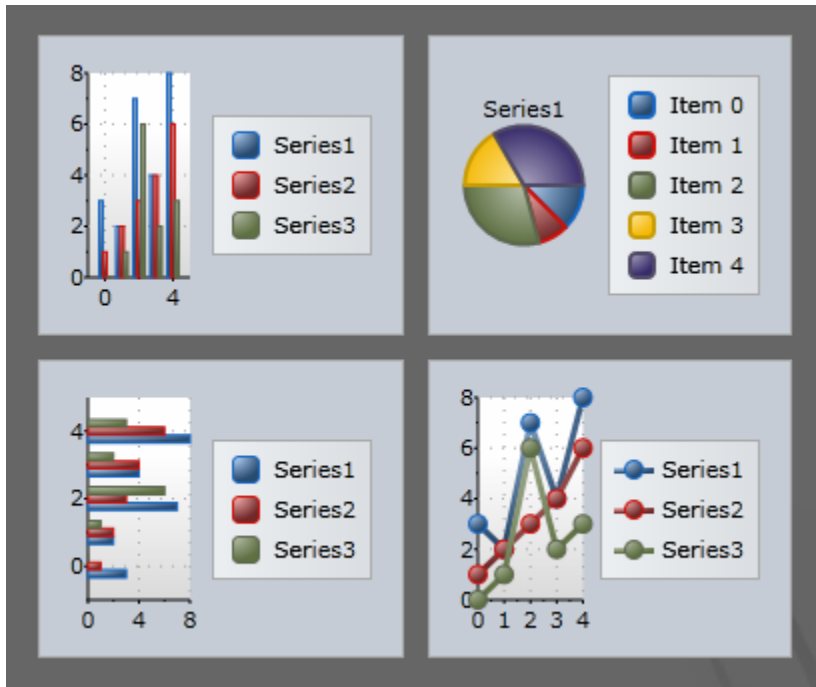 8
6
4
2
0
0 4
Series1
Series2
Series3
Series1
Item 0
Item 1
Item 2
Item 3
Item 4
4
2
0
0 4 8
Series1
Series2
Series3
8
6
4
2
0
0 1 2 3 4
Series1
Series2
Series3